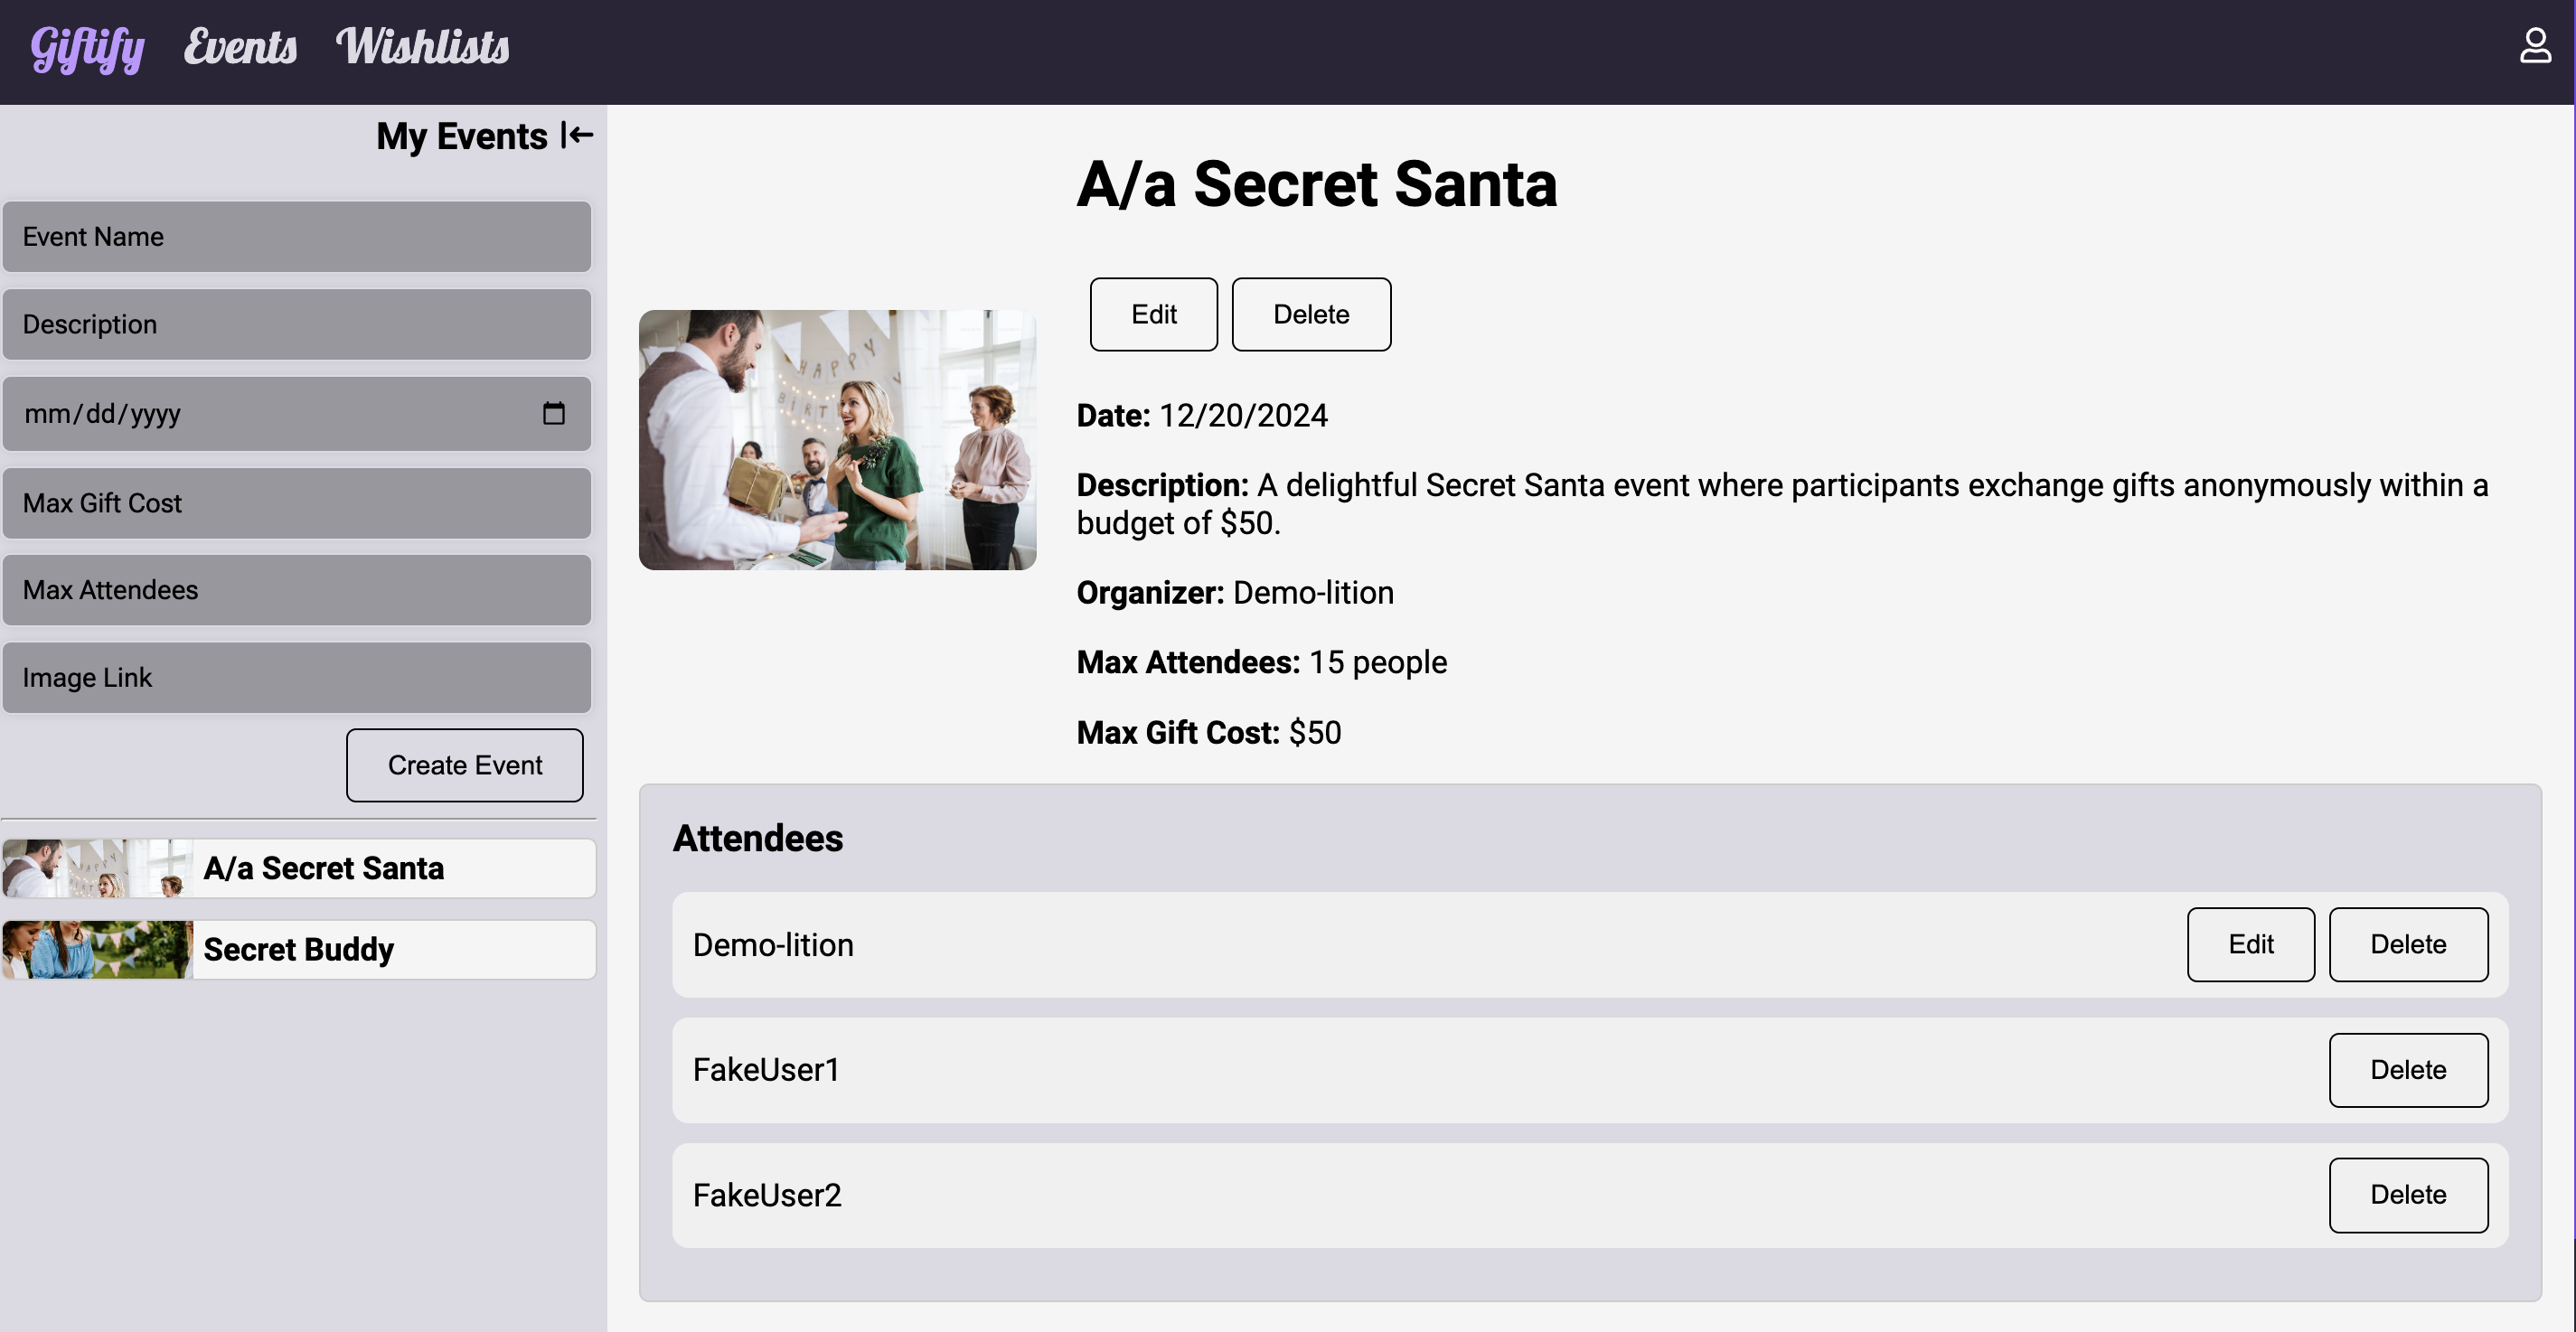 Giftify Events Wishlists
My Events
Event Name
Description
mm/dd/yyyy
Max Gift Cost
Max Attendees
Image Link
Create Event
A/a Secret Santa
Secret Buddy
A/a Secret Santa
Edit Delete
HAPPY
BIRT
Date: 12/20/2024
Description: A delightful Secret Santa event where participants exchange gifts anonymously within a
budget of $50.
Organizer: Demo-lition
Max Attendees: 15 people
Max Gift Cost: $50
Attendees
Demo-lition Edit Delete
FakeUser1 Delete
FakeUser2 Delete